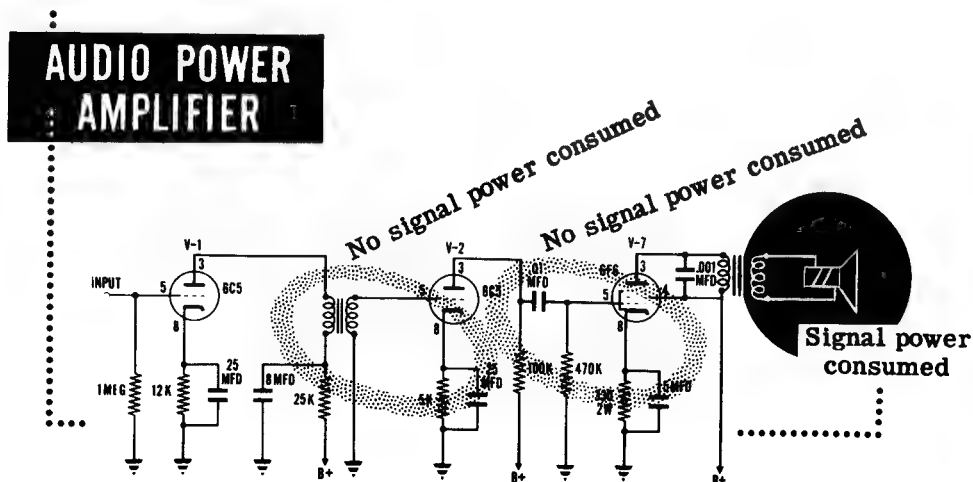 AUDIO POWER
AMPLIFIER
No signal power consumed
No signal power consumed
V-1
V-2
V-7
3
3
3
INPUT
5
6C5
5
6C5
.01
MFD
6F6
5
4
.001
MFD
8
8
8
Signal power
consumed
1MEG
12K
25
MFD
8MFD
25K
5K
25
MFD
100K
470K
2W
5MFD
B+
B+
B+